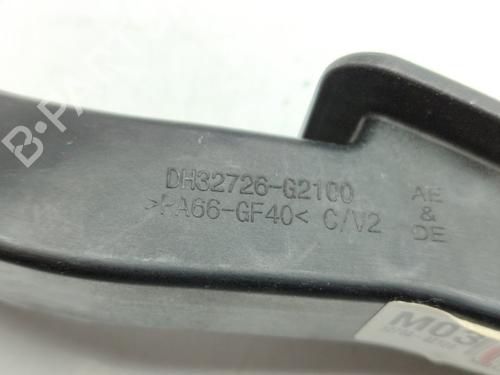 B-PARTS
DH32726-G2100
>PA66-GF40< C/V2
AE
&
DE
M03